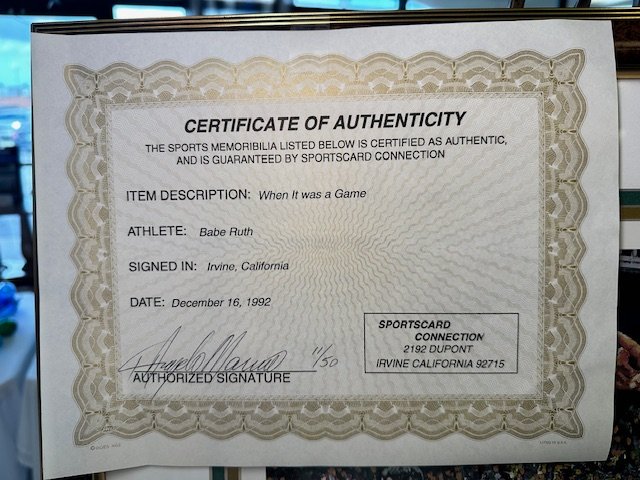 CERTIFICATE OF AUTHENTICITY
THE SPORTS MEMORIBILIA LISTED BELOW IS CERTIFIED AS AUTHENTIC,
AND IS GUARANTEED BY SPORTSCARD CONNECTION
ITEM DESCRIPTION: When It was a Game
ATHLETE: Babe Ruth
SIGNED IN: Irvine, California
DATE: December 16, 1992
11/50
AUTHORIZED SIGNATURE
SPORTSCARD
CONNECTION
2192 DUPONT
IRVINE CALIFORNIA 92715